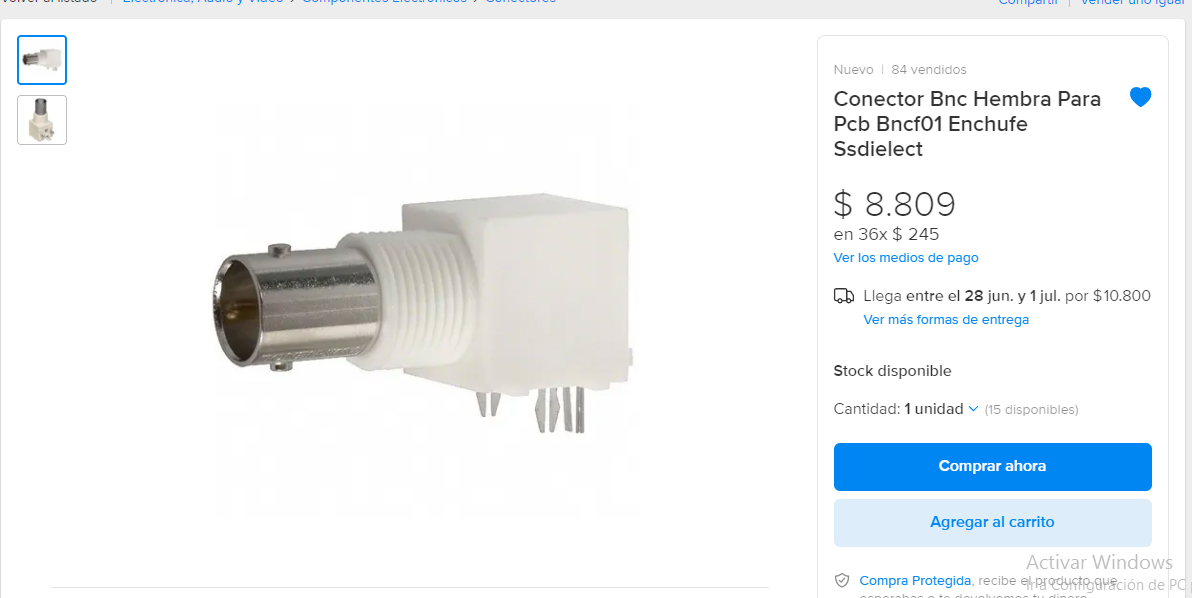 Volver al listado | Electrónica, Audio y Video > Componentes Electrónicos > Conectores
Compartir | Vender uno igual
Nuevo | 84 vendidos
Conector Bnc Hembra Para
Pcb Bncf01 Enchufe
Ssdielect
$ 8.809
en 36x $ 245
Ver los medios de pago
Llega entre el 28 jun. y 1 jul. por $10.800
Ver más formas de entrega
Stock disponible
Cantidad: 1 unidad (15 disponibles)
Comprar ahora
Agregar al carrito
Activar Windows
Compra Protegida, recibe el producto que
Ir a Configuración de PC
esperabas o te devolvemos tu dinero.